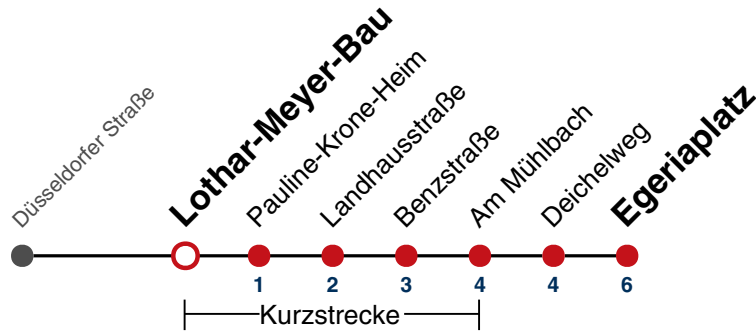 Düsseldorfer Straße
Lothar-Meyer-Bau
Pauline-Krone-Heim
Landhausstraße
Benzstraße
Am Mühlbach
Deichelweg
Egeriaplatz
1 2 3 4 4 6
Kurzstrecke